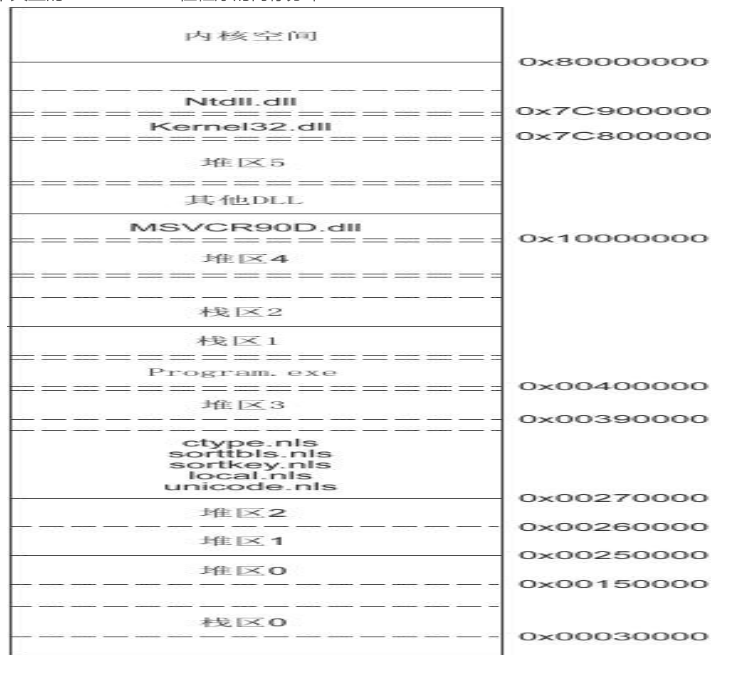 内核空间
0x80000000
Ntdll.dll
0x7C900000
Kernel32.dll
0x7C800000
堆区5
其他DLL
MSVCR90D.dll
0x10000000
堆区4
栈区2
栈区1
Program.exe
0x00400000
堆区3
0x00390000
ctype.nls
sorttbls.nls
sortkey.nls
local.nls
unicode.nls
0x00270000
堆区2
0x00260000
堆区1
0x00250000
堆区0
0x00150000
栈区0
0x00030000